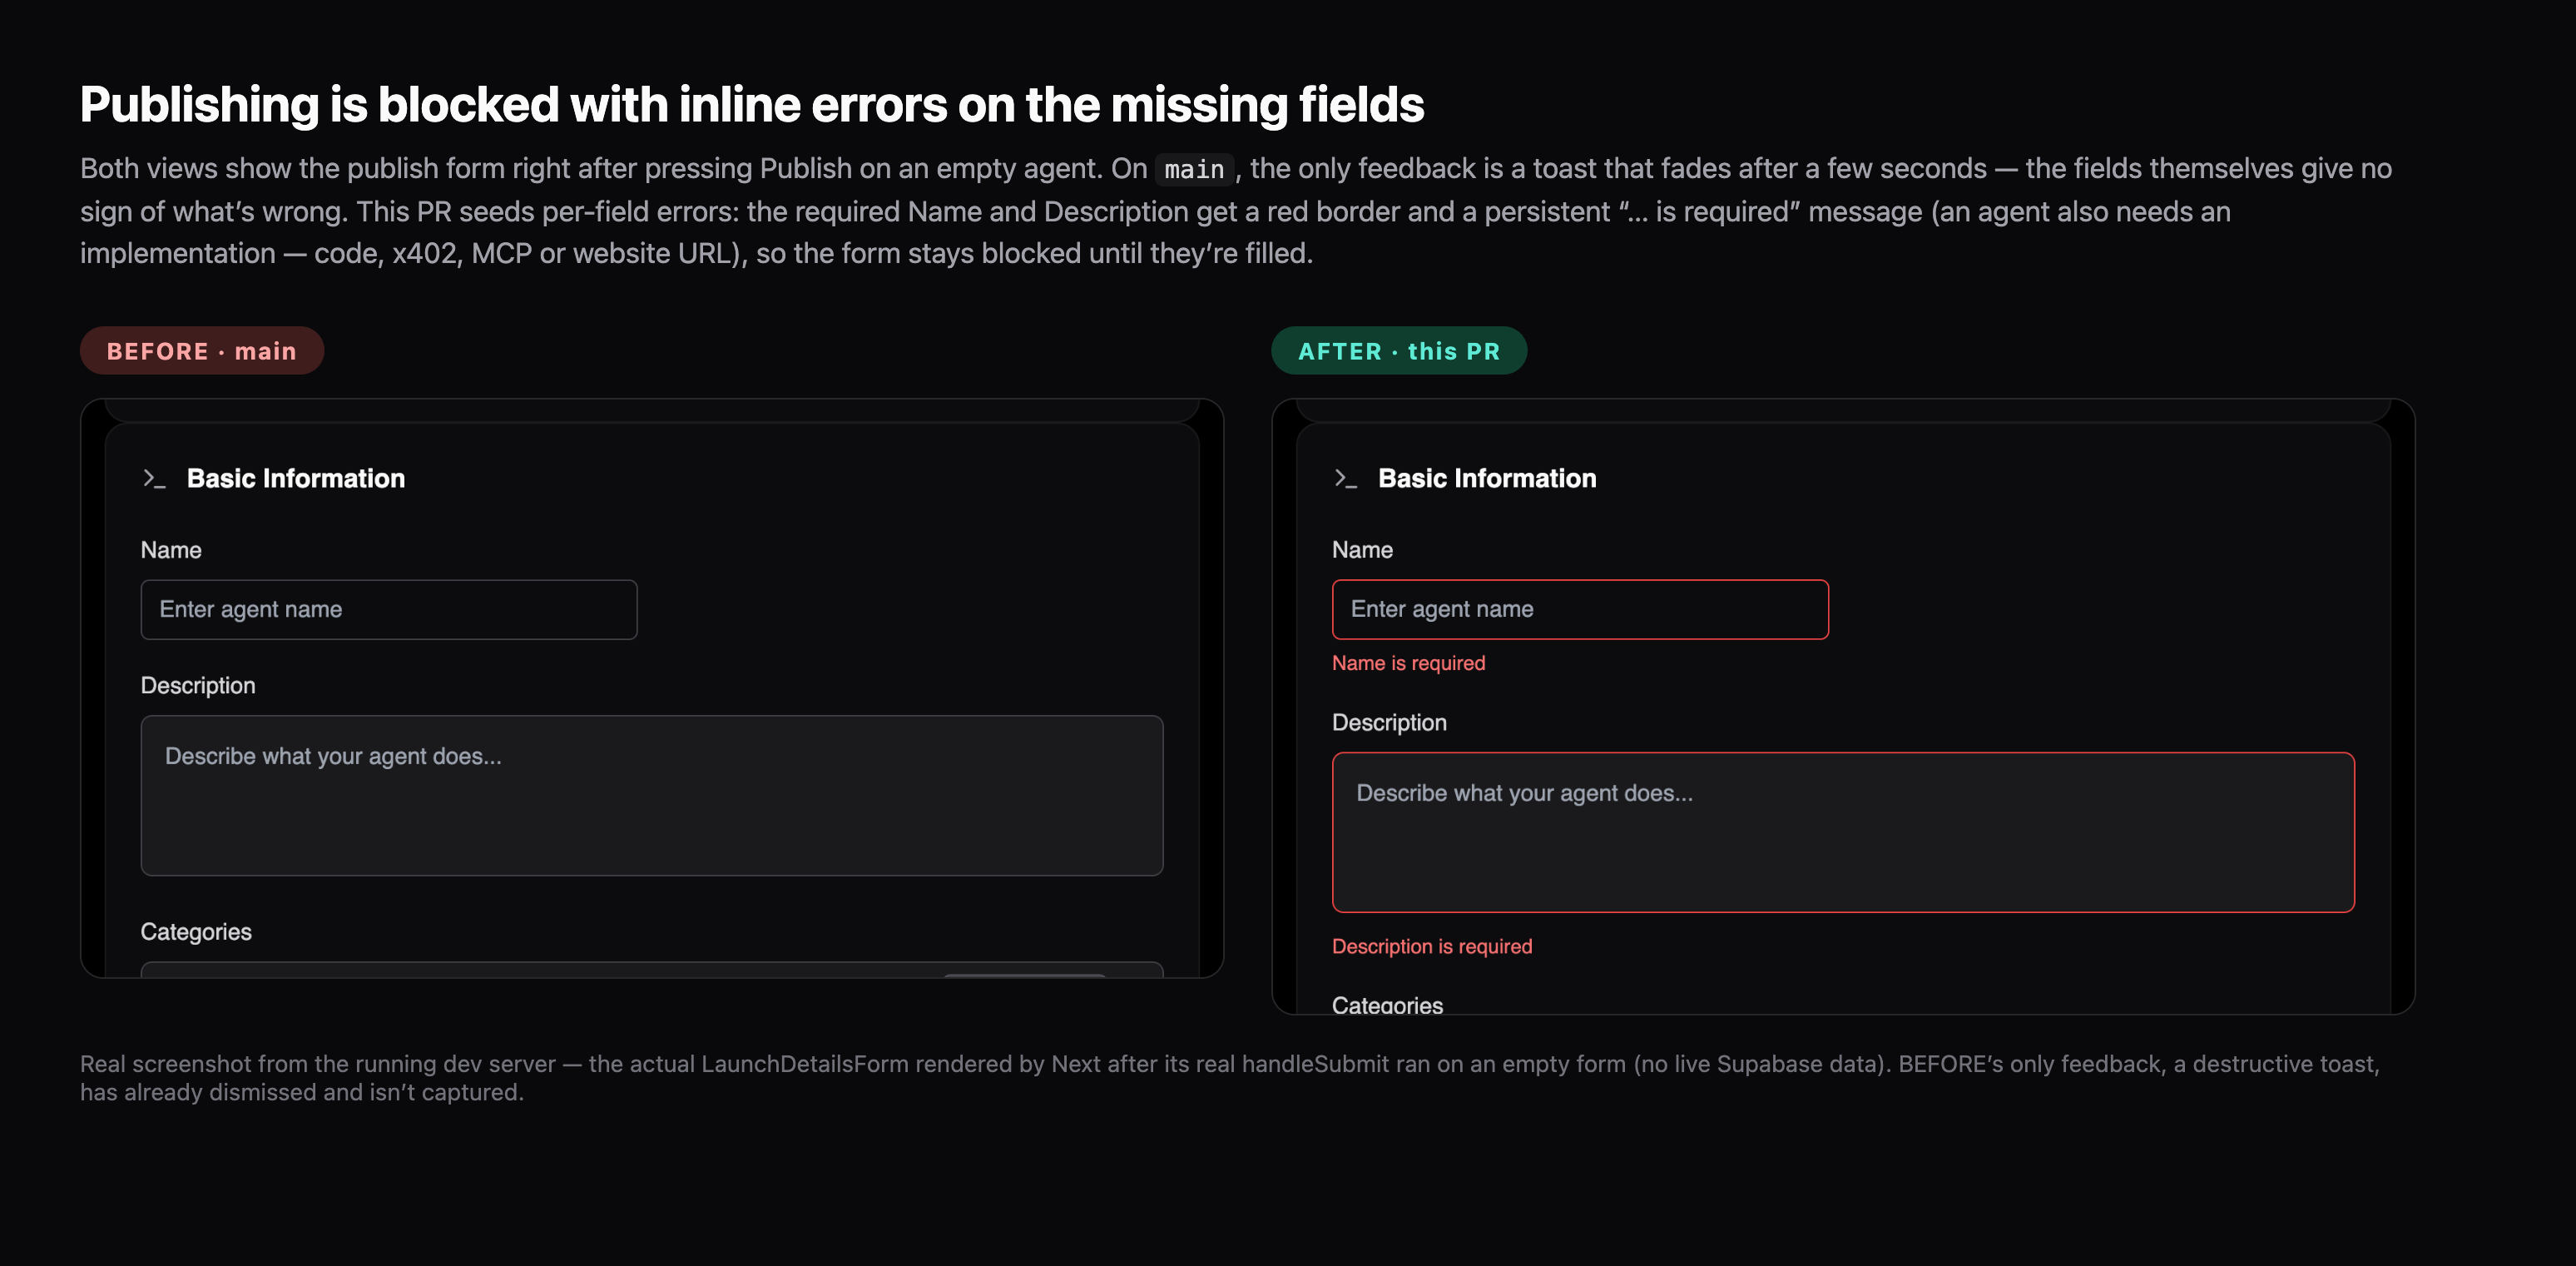 Publishing is blocked with inline errors on the missing fields
Both views show the publish form right after pressing Publish on an empty agent. On main, the only feedback is a toast that fades after a few seconds — the fields themselves give no
sign of what’s wrong. This PR seeds per-field errors: the required Name and Description get a red border and a persistent “… is required” message (an agent also needs an
implementation — code, x402, MCP or website URL), so the form stays blocked until they’re filled.
BEFORE · main
>_ Basic Information
Name
Enter agent name
Description
Describe what your agent does...
Categories
AFTER · this PR
>_ Basic Information
Name
Enter agent name
Name is required
Description
Describe what your agent does...
Description is required
Categories
Real screenshot from the running dev server — the actual LaunchDetailsForm rendered by Next after its real handleSubmit ran on an empty form (no live Supabase data). BEFORE’s only feedback, a destructive toast,
has already dismissed and isn’t captured.